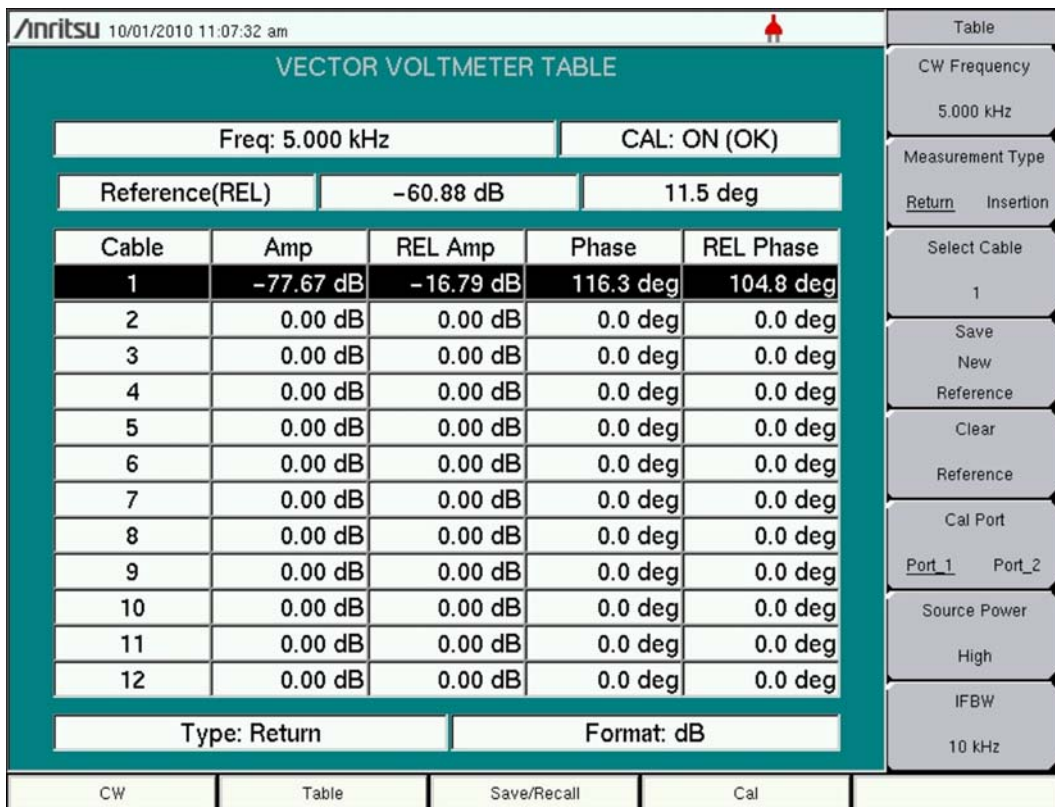 Anritsu 10/01/2010 11:07:32 am
VECTOR VOLTMETER TABLE
Freq: 5.000 kHz CAL: ON (OK)
Reference(REL) -60.88 dB 11.5 deg
Cable Amp REL Amp Phase REL Phase
1 -77.67 dB -16.79 dB 116.3 deg 104.8 deg
2 0.00 dB 0.00 dB 0.0 deg 0.0 deg
3 0.00 dB 0.00 dB 0.0 deg 0.0 deg
4 0.00 dB 0.00 dB 0.0 deg 0.0 deg
5 0.00 dB 0.00 dB 0.0 deg 0.0 deg
6 0.00 dB 0.00 dB 0.0 deg 0.0 deg
7 0.00 dB 0.00 dB 0.0 deg 0.0 deg
8 0.00 dB 0.00 dB 0.0 deg 0.0 deg
9 0.00 dB 0.00 dB 0.0 deg 0.0 deg
10 0.00 dB 0.00 dB 0.0 deg 0.0 deg
11 0.00 dB 0.00 dB 0.0 deg 0.0 deg
12 0.00 dB 0.00 dB 0.0 deg 0.0 deg
Type: Return Format: dB
Table
CW Frequency
5.000 kHz
Measurement Type
Return Insertion
Select Cable
1
Save
New
Reference
Clear
Reference
Cal Port
Port_1 Port_2
Source Power
High
IFBW
10 kHz
CW Table Save/Recall Cal